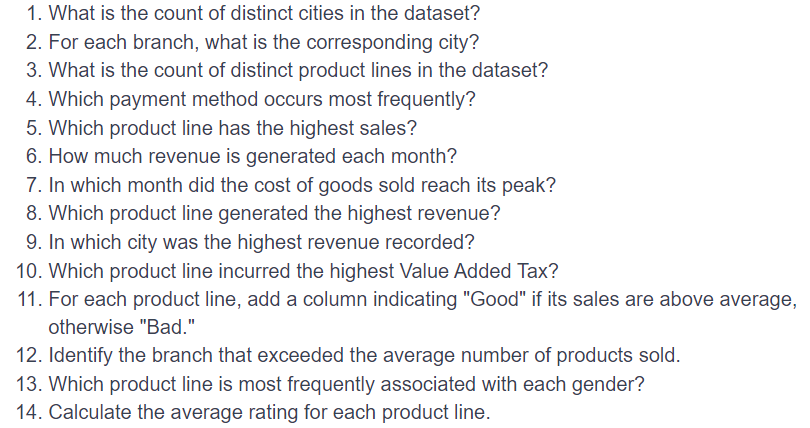 1. What is the count of distinct cities in the dataset?
2. For each branch, what is the corresponding city?
3. What is the count of distinct product lines in the dataset?
4. Which payment method occurs most frequently?
5. Which product line has the highest sales?
6. How much revenue is generated each month?
7. In which month did the cost of goods sold reach its peak?
8. Which product line generated the highest revenue?
9. In which city was the highest revenue recorded?
10. Which product line incurred the highest Value Added Tax?
11. For each product line, add a column indicating "Good" if its sales are above average,
otherwise "Bad."
12. Identify the branch that exceeded the average number of products sold.
13. Which product line is most frequently associated with each gender?
14. Calculate the average rating for each product line.